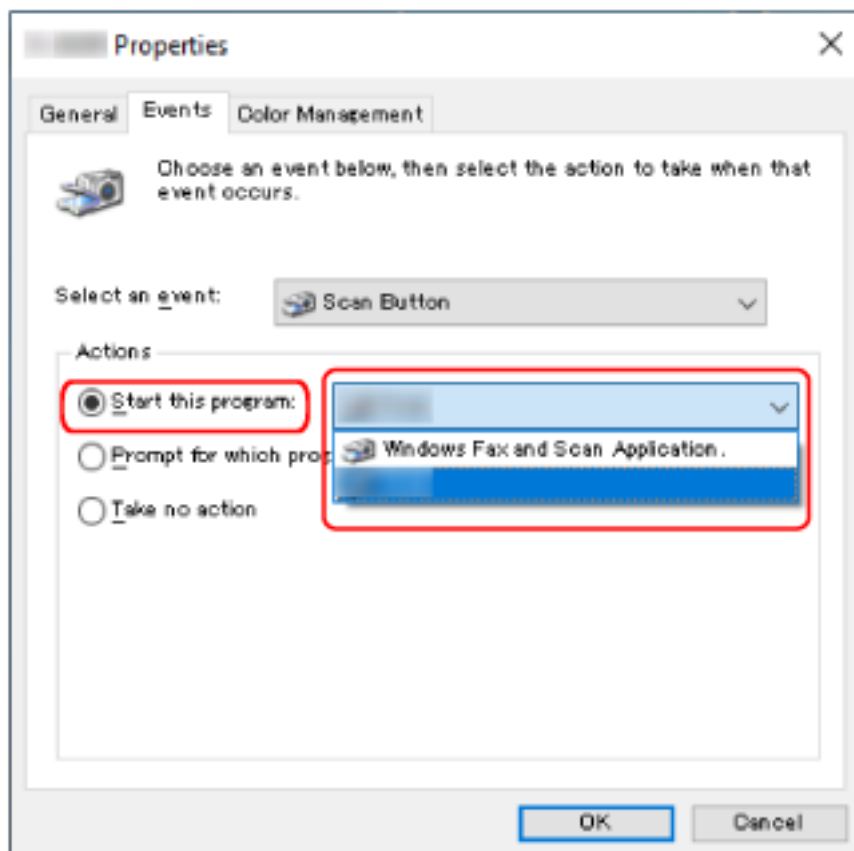 Properties
General Events Color Management
Choose an event below, then select the action to take when that
event occurs.
Select an event:
Scan Button
Actions
Start this program:
Windows Fax and Scan Application.
Prompt for which
Take no action
OK Cancel